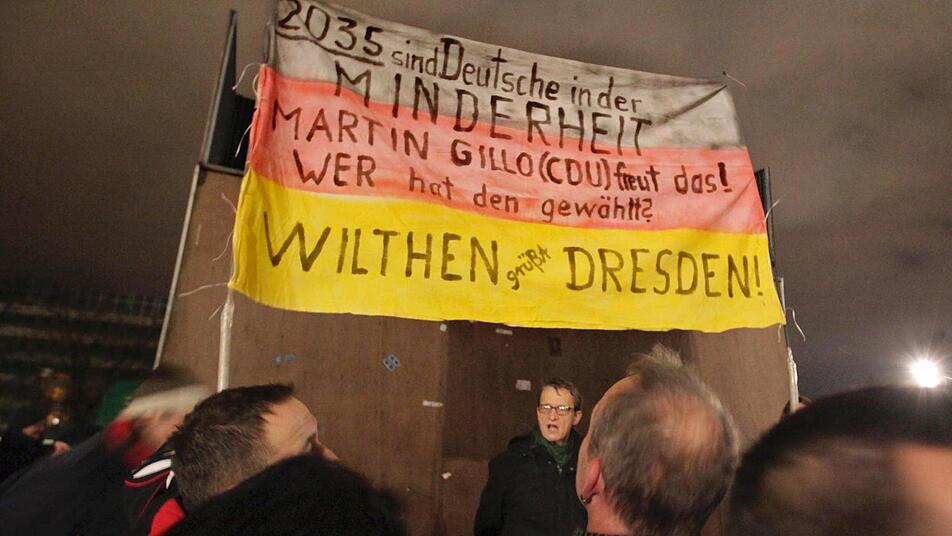 2035 sind Deutsche in der
MINDERHEIT
MARTIN GILLO (CDU) freut das!
WER hat den gewählt?
WILTHEN grüßt DRESDEN!